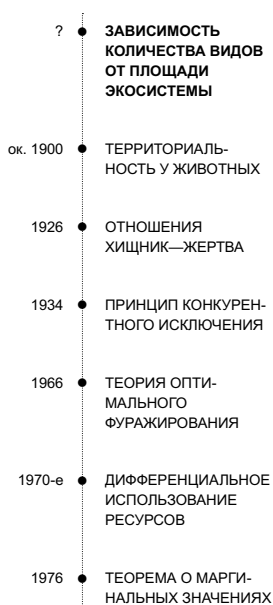 ? ЗАВИСИМОСТЬ
КОЛИЧЕСТВА ВИДОВ
ОТ ПЛОЩАДИ
ЭКОСИСТЕМЫ
ок. 1900 ТЕРРИТОРИАЛЬ-
НОСТЬ У ЖИВОТНЫХ
1926 ОТНОШЕНИЯ
ХИЩНИК—ЖЕРТВА
1934 ПРИНЦИП КОНКУРЕН-
ТНОГО ИСКЛЮЧЕНИЯ
1966 ТЕОРИЯ ОПТИ-
МАЛЬНОГО
ФУРАЖИРОВАНИЯ
1970-е ДИФФЕРЕНЦИАЛЬНОЕ
ИСПОЛЬЗОВАНИЕ
РЕСУРСОВ
1976 ТЕОРЕМА О МАРГИ-
НАЛЬНЫХ ЗНАЧЕНИЯХ